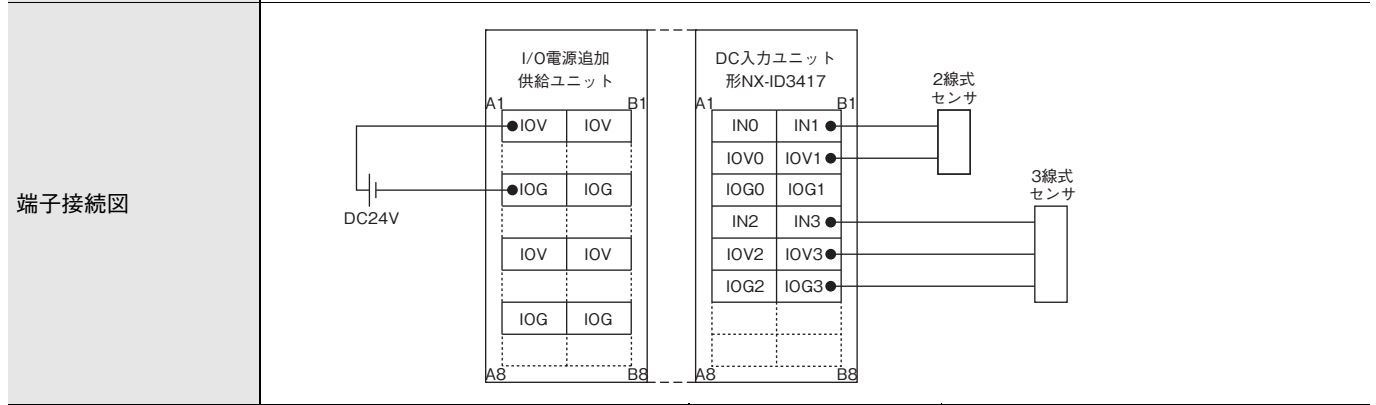 端子接続図
I/O電源追加
供給ユニット
A1 B1
IOV IOV
IOG IOG
IOV IOV
IOG IOG
A8 B8
DC24V
DC入力ユニット
形NX-ID3417
A1 B1
IN0 IN1
IOV0 IOV1
IOG0 IOG1
IN2 IN3
IOV2 IOV3
IOG2 IOG3
A8 B8
2線式
センサ
3線式
センサ